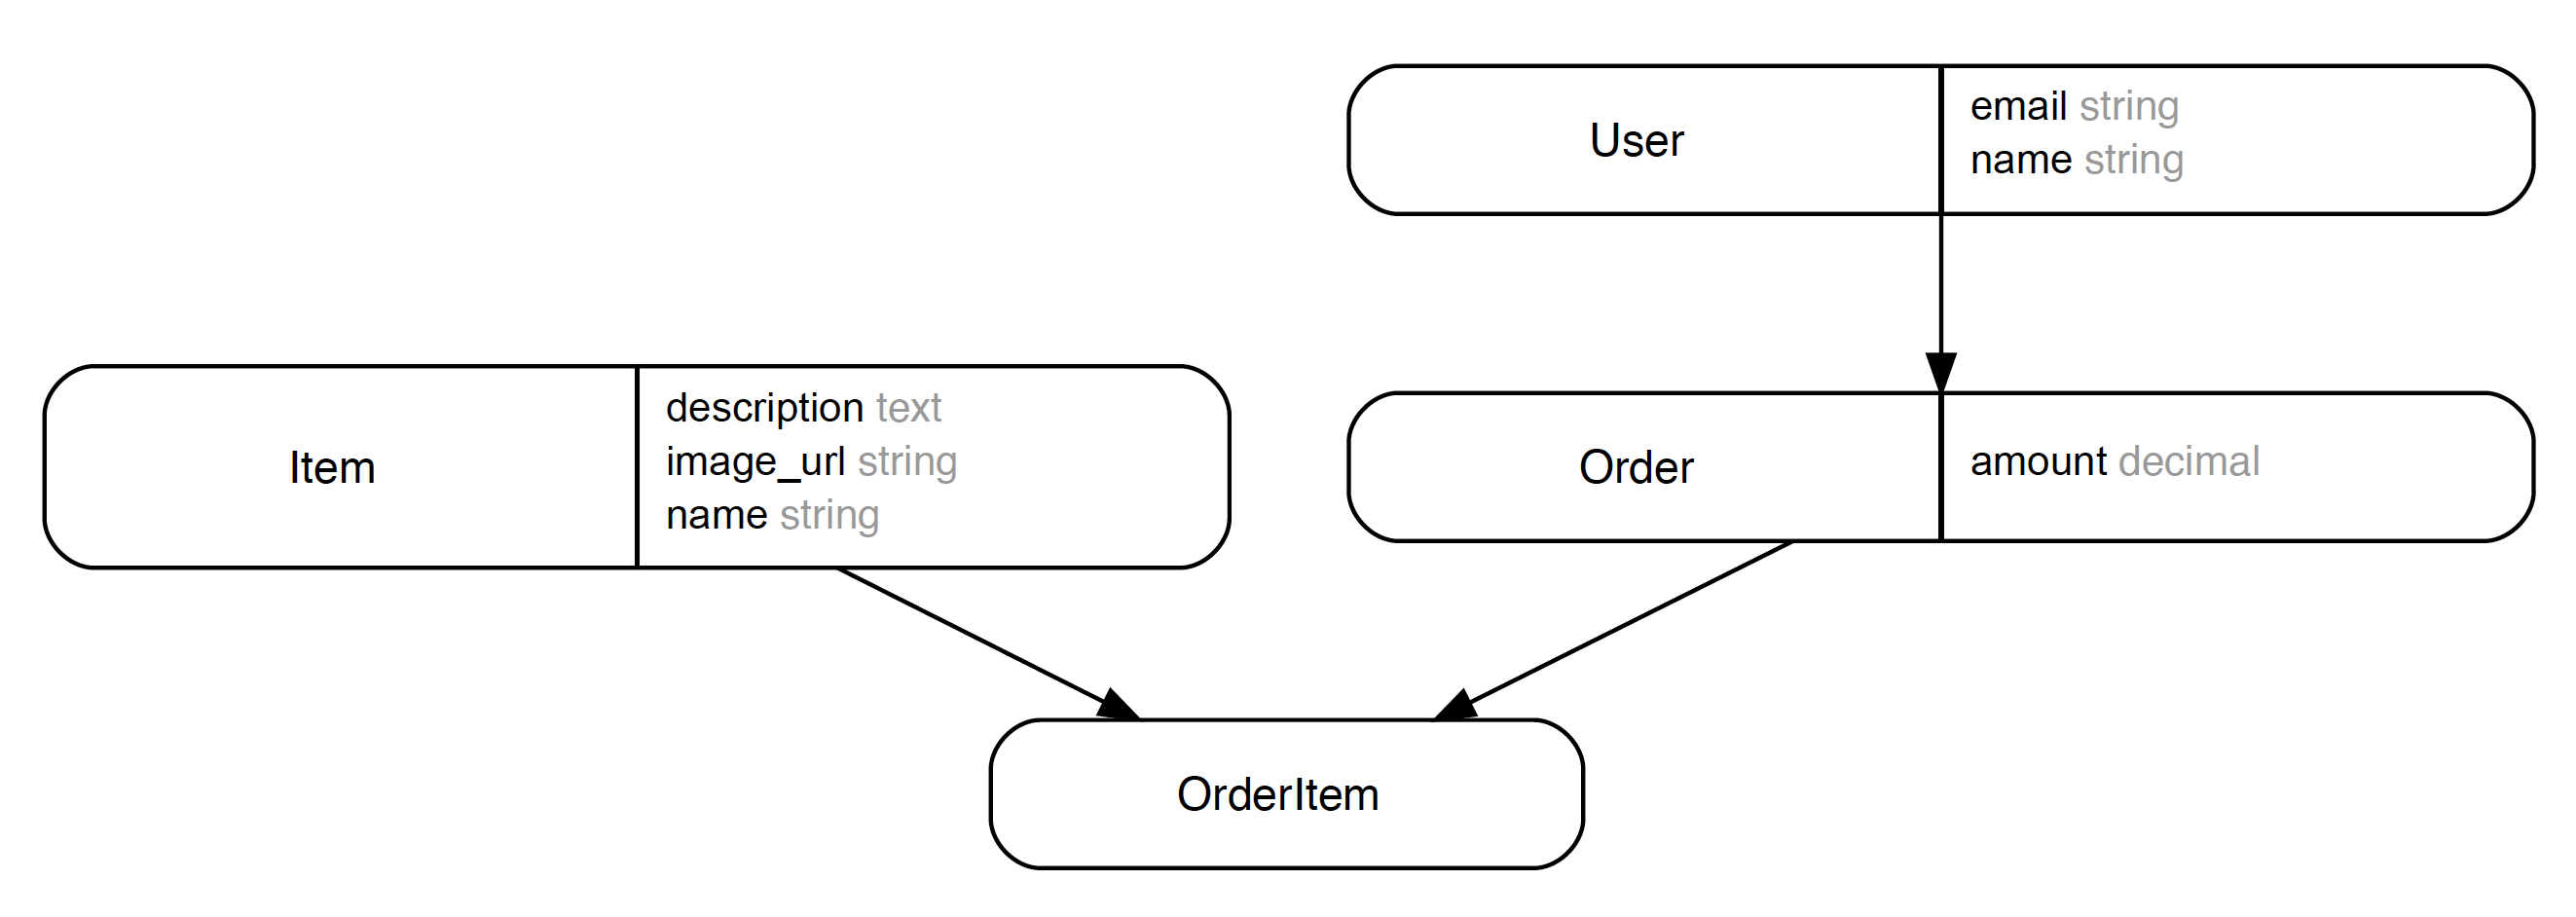 User
email string
name string
Item
description text
image_url string
name string
Order
amount decimal
OrderItem